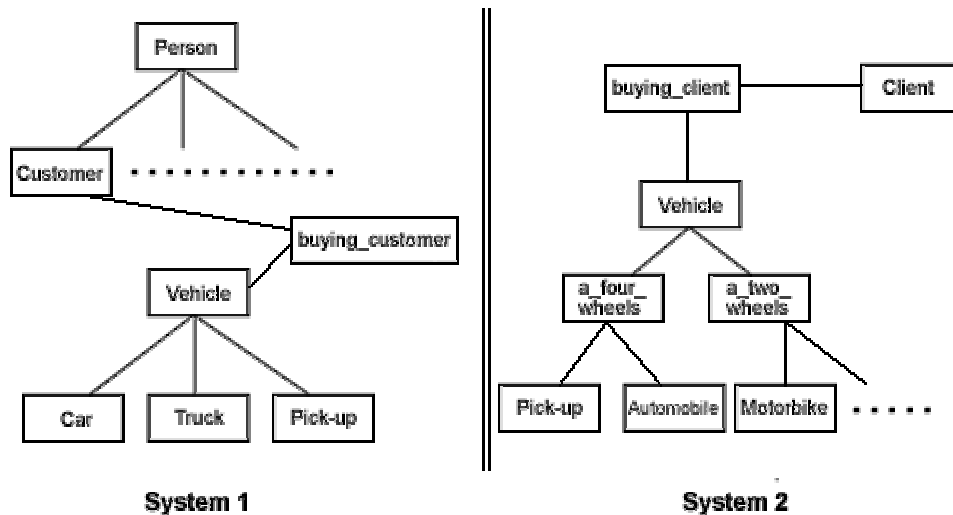 Person
Customer
buying_customer
Vehicle
Car
Truck
Pick-up
System 1
buying_client
Client
Vehicle
a_four_
wheels
a_two_
wheels
Pick-up
Automobile
Motorbike
System 2